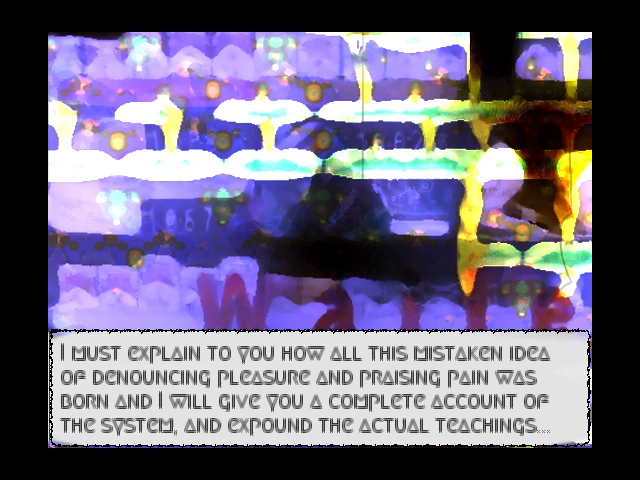 1967
I must explain to you how all this mistaken idea
of denouncing pleasure and praising pain was
born and I will give you a complete account of
the system, and expound the actual teachings...